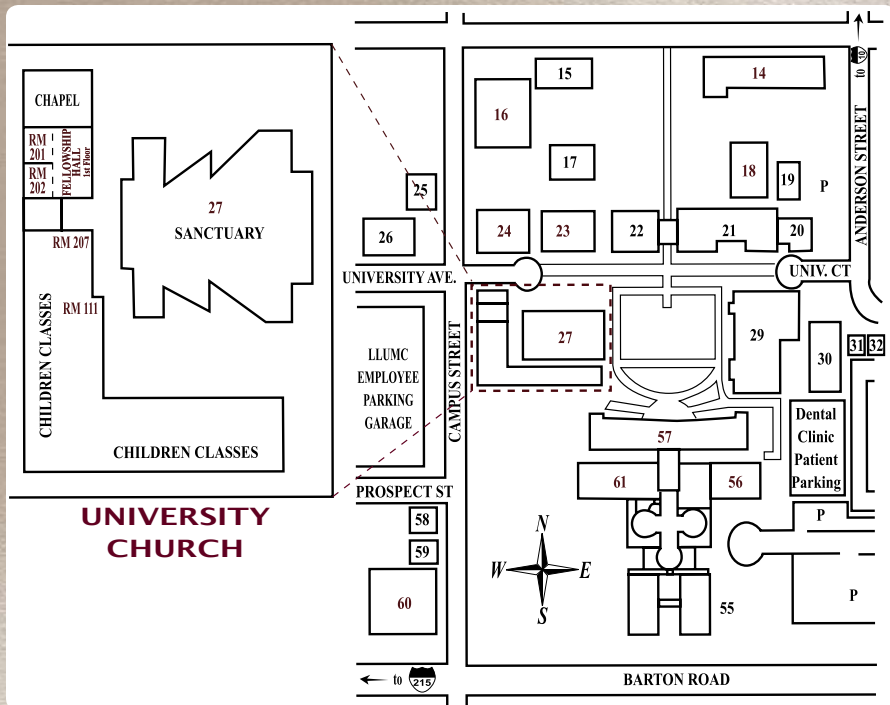 CHAPEL
RM
201
RM
202
FELLOWSHIP
HALL
1st Floor
27
SANCTUARY
RM 207
RM 111
CHILDREN CLASSES
CHILDREN CLASSES
UNIVERSITY
CHURCH
15
14
16
17
18
19
P
to 10
ANDERSON STREET
25
26
24
23
22
21
20
UNIVERSITY AVE.
UNIV. CT
LLUMC
EMPLOYEE
PARKING
GARAGE
CAMPUS STREET
27
29
30
31
32
57
Dental
Clinic
Patient
Parking
61
56
PROSPECT ST
58
59
60
P
P
55
N
W
E
S
to 215
BARTON ROAD